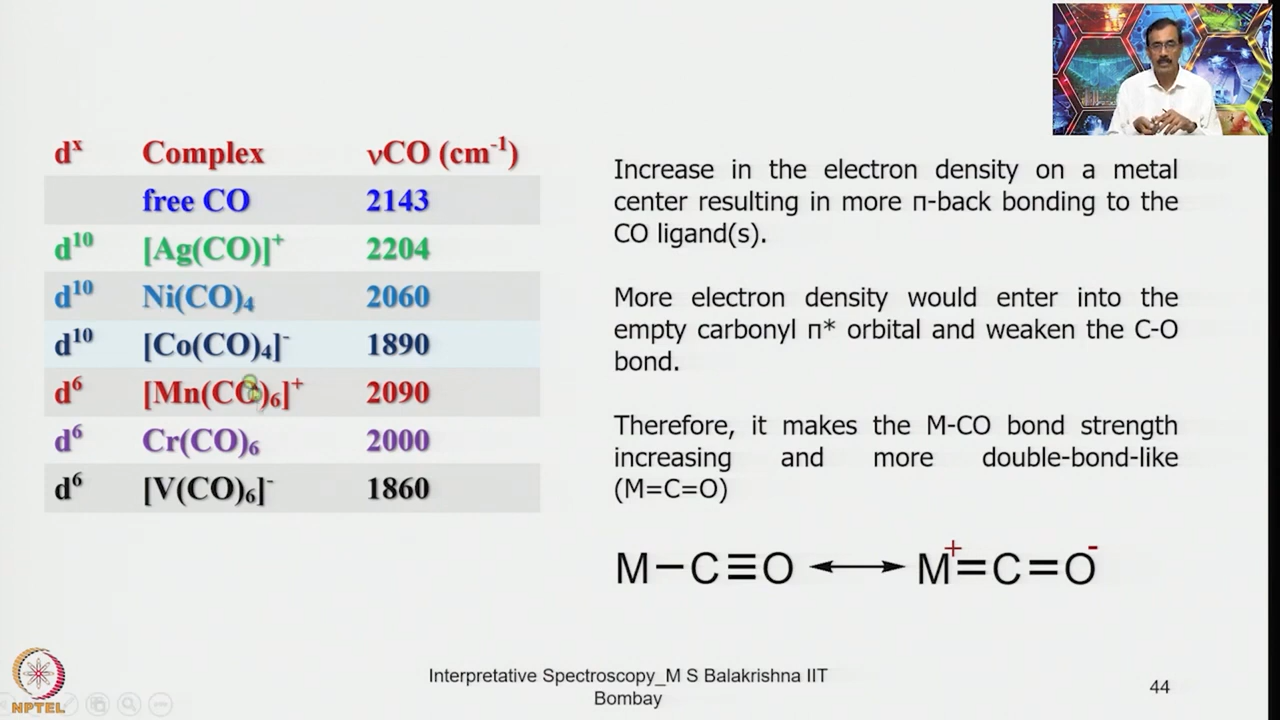 dˣ Complex νCO (cm⁻¹)
free CO 2143
d¹⁰ [Ag(CO)]⁺ 2204
d¹⁰ Ni(CO)₄ 2060
d¹⁰ [Co(CO)₄]⁻ 1890
d⁶ [Mn(CO)₆]⁺ 2090
d⁶ Cr(CO)₆ 2000
d⁶ [V(CO)₆]⁻ 1860
Increase in the electron density on a metal
center resulting in more π-back bonding to the
CO ligand(s).
More electron density would enter into the
empty carbonyl π* orbital and weaken the C-O
bond.
Therefore, it makes the M-CO bond strength
increasing and more double-bond-like
(M=C=O)
M−C≡O ↔ M⁺=C=O⁻
Interpretative Spectroscopy_M S Balakrishna IIT
Bombay
44
NPTEL